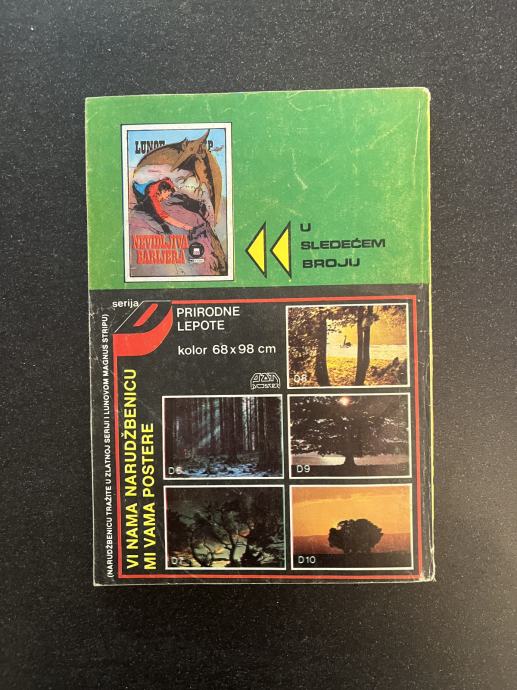 NEVIDLJIVA
BARIJERA
U
SLEDEĆEM
BROJU
serija
D
PRIRODNE
LEPOTE
kolor 68 x 98 cm
(NARUDŽBENICU TRAŽITE U ZLATNOJ SERIJI I LUNOVOM MAGNUS STRIPU)
VI NAMA NARUDŽBENICU
MI VAMA POSTERE
D8
D6
D9
D7
D10